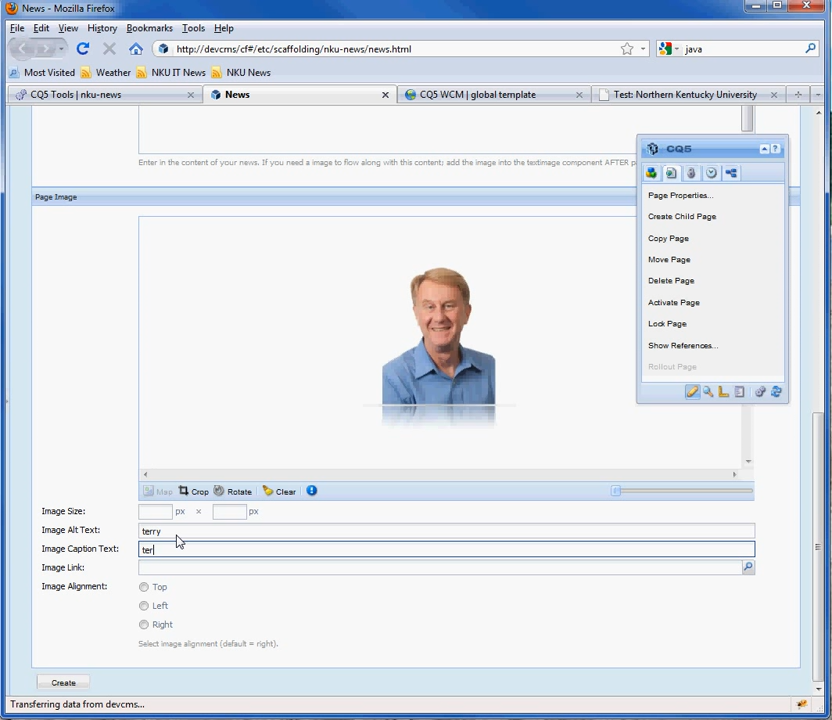 News - Mozilla Firefox
File Edit View History Bookmarks Tools Help
http://devcms/cf#/etc/scaffolding/nku-news/news.html
java
Most Visited Weather NKU IT News NKU News
CQ5 Tools | nku-news
News
CQ5 WCM | global template
Test: Northern Kentucky University
Enter in the content of your news. If you need a image to flow along with this content; add the image into the textimage component AFTER p
Page Image
CQ5
Page Properties...
Create Child Page
Copy Page
Move Page
Delete Page
Activate Page
Lock Page
Show References...
Rollout Page
Map Crop Rotate Clear
Image Size: px × px
Image Alt Text: terry
Image Caption Text: ter
Image Link:
Image Alignment: Top
Left
Right
Select image alignment (default = right).
Create
Transferring data from devcms...